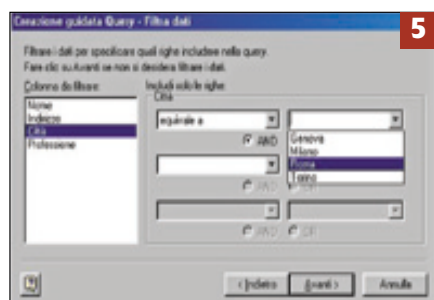 Creazione guidata Query - Filtra dati
5
Filtrare i dati per specificare quali righe includere nella query.
Fare clic su Avanti se non si desidera filtrare i dati.
Colonna da filtrare: Includi solo le righe:
Città
Nome
Indirizzo
Città
Professione
equivale a
AND
Genova
Milano
Roma
Torino
AND OR
AND OR
< Indietro Avanti > Annulla